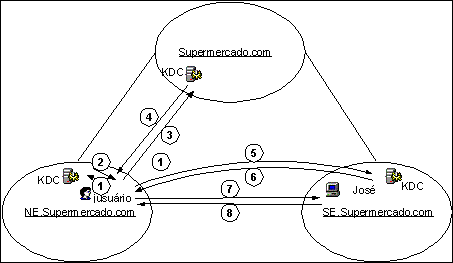 Supermercado.com
KDC
4
3
2
1
5
KDC
1
6
KDC
José
jusuário
7
NE.Supermercado.com
SE.Supermercado.com
8